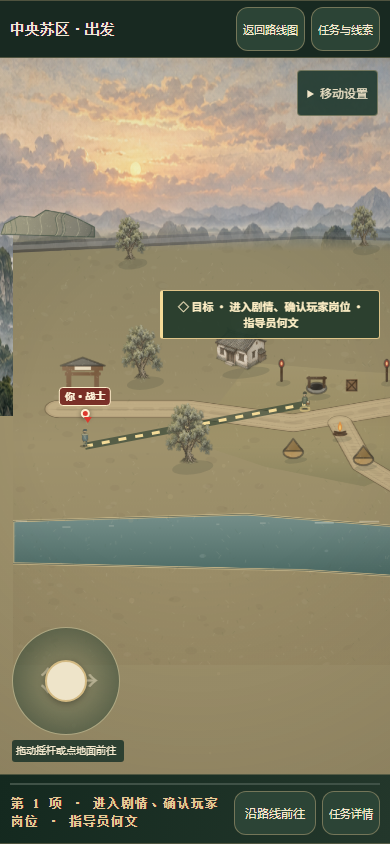 中央苏区·出发
返回路线图
任务与线索
▶ 移动设置
◇ 目标 · 进入剧情、确认玩家岗位 ·
指导员何文
你·战士
拖动摇杆或点地面前往
第 1 项 · 进入剧情、确认玩家
岗位 · 指导员何文
沿路线前往
任务详情